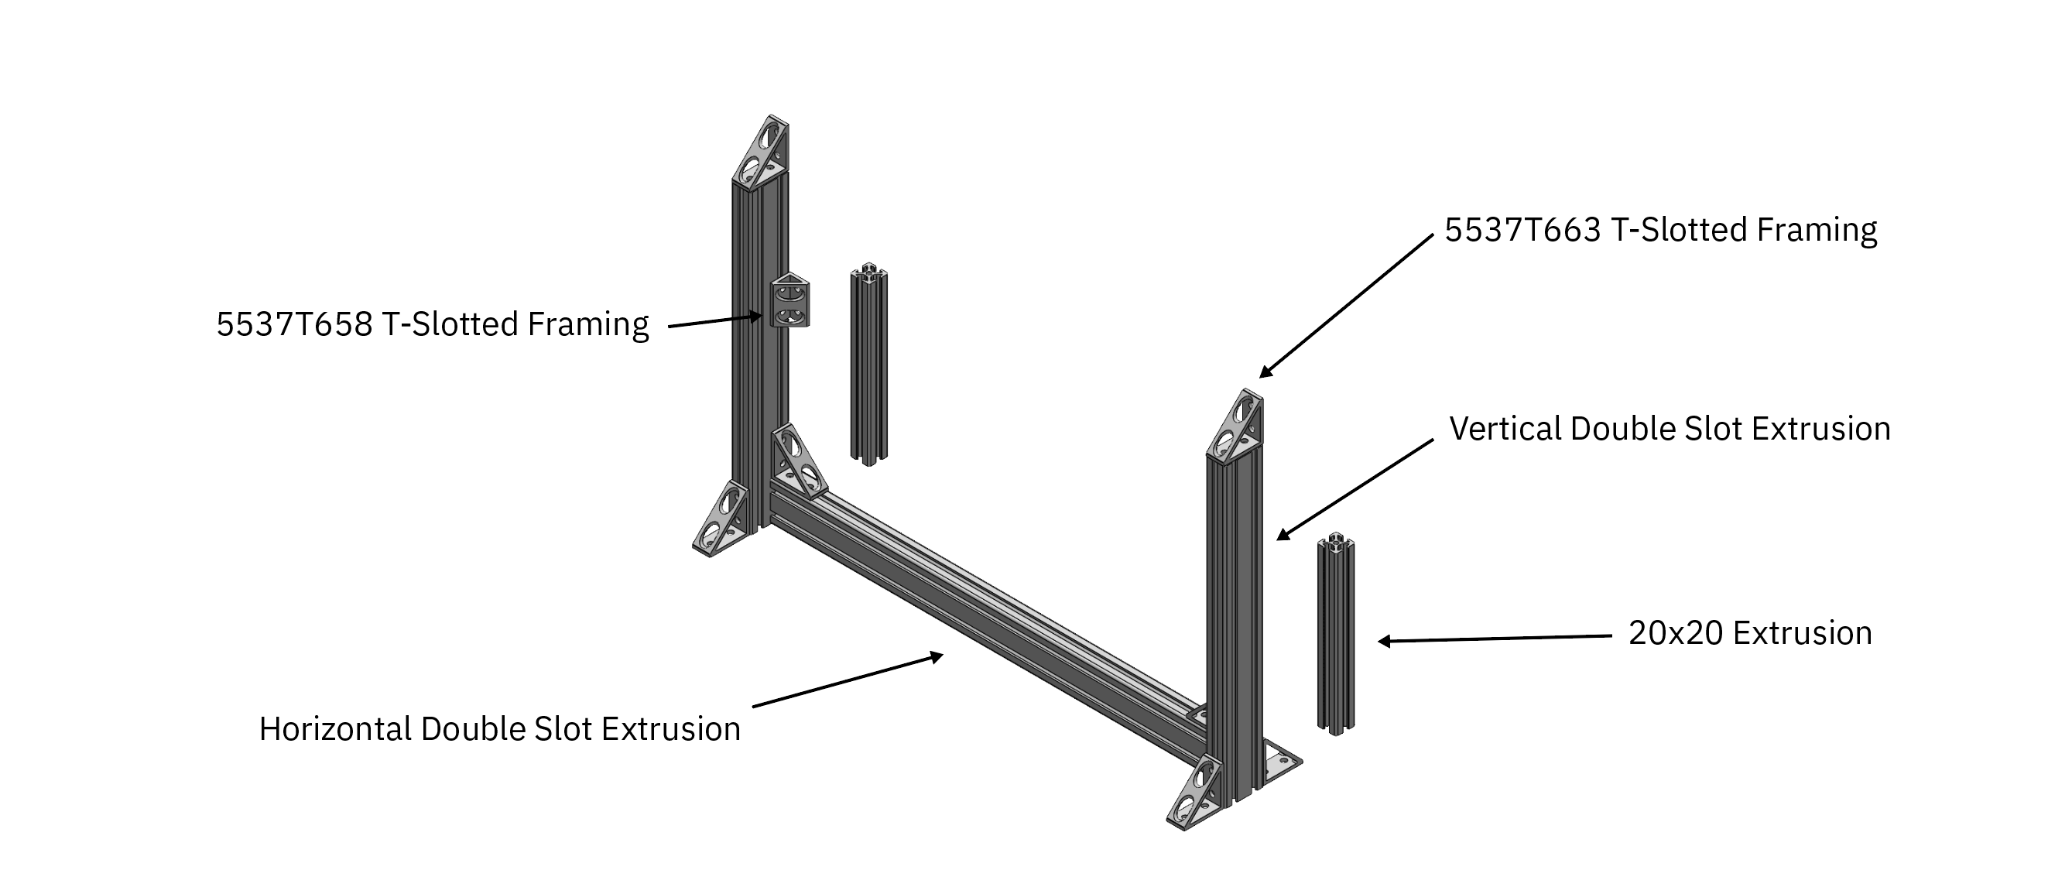 5537T663 T-Slotted Framing
5537T658 T-Slotted Framing
Vertical Double Slot Extrusion
20x20 Extrusion
Horizontal Double Slot Extrusion